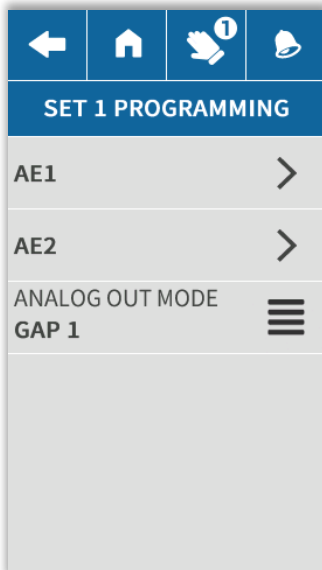 1
SET 1 PROGRAMMING
AE1
AE2
ANALOG OUT MODE
GAP 1